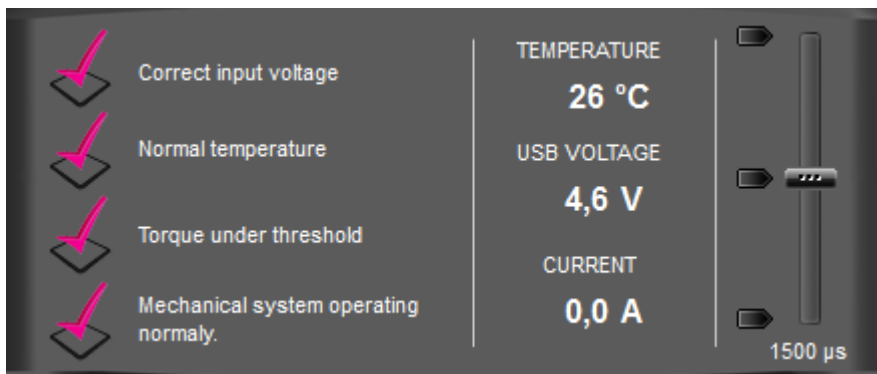 Correct input voltage
Normal temperature
Torque under threshold
Mechanical system operating
normaly.
TEMPERATURE
26 °C
USB VOLTAGE
4,6 V
CURRENT
0,0 A
1500 µs